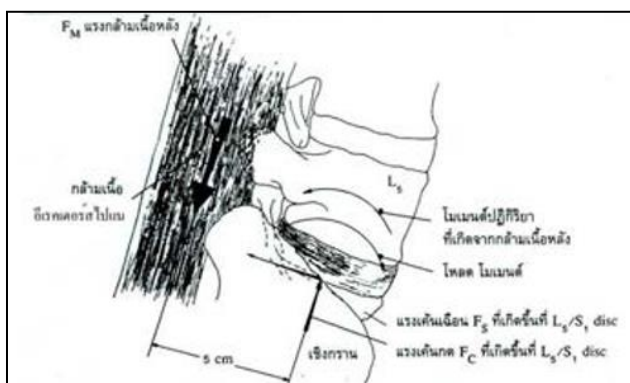 F_M แรงกล้ามเนื้อหลัง
L_5
กล้ามเนื้อ
อีเรคเตอร์สไปเน
โมเมนต์ปฏิกิริยา
ที่เกิดจากกล้ามเนื้อหลัง
โหลด โมเมนต์
แรงเค้นเฉือน F_S ที่เกิดขึ้นที่ L_5/S_1 disc
แรงเค้นกด F_C ที่เกิดขึ้นที่ L_5/S_1 disc
5 cm
เชิงกราน